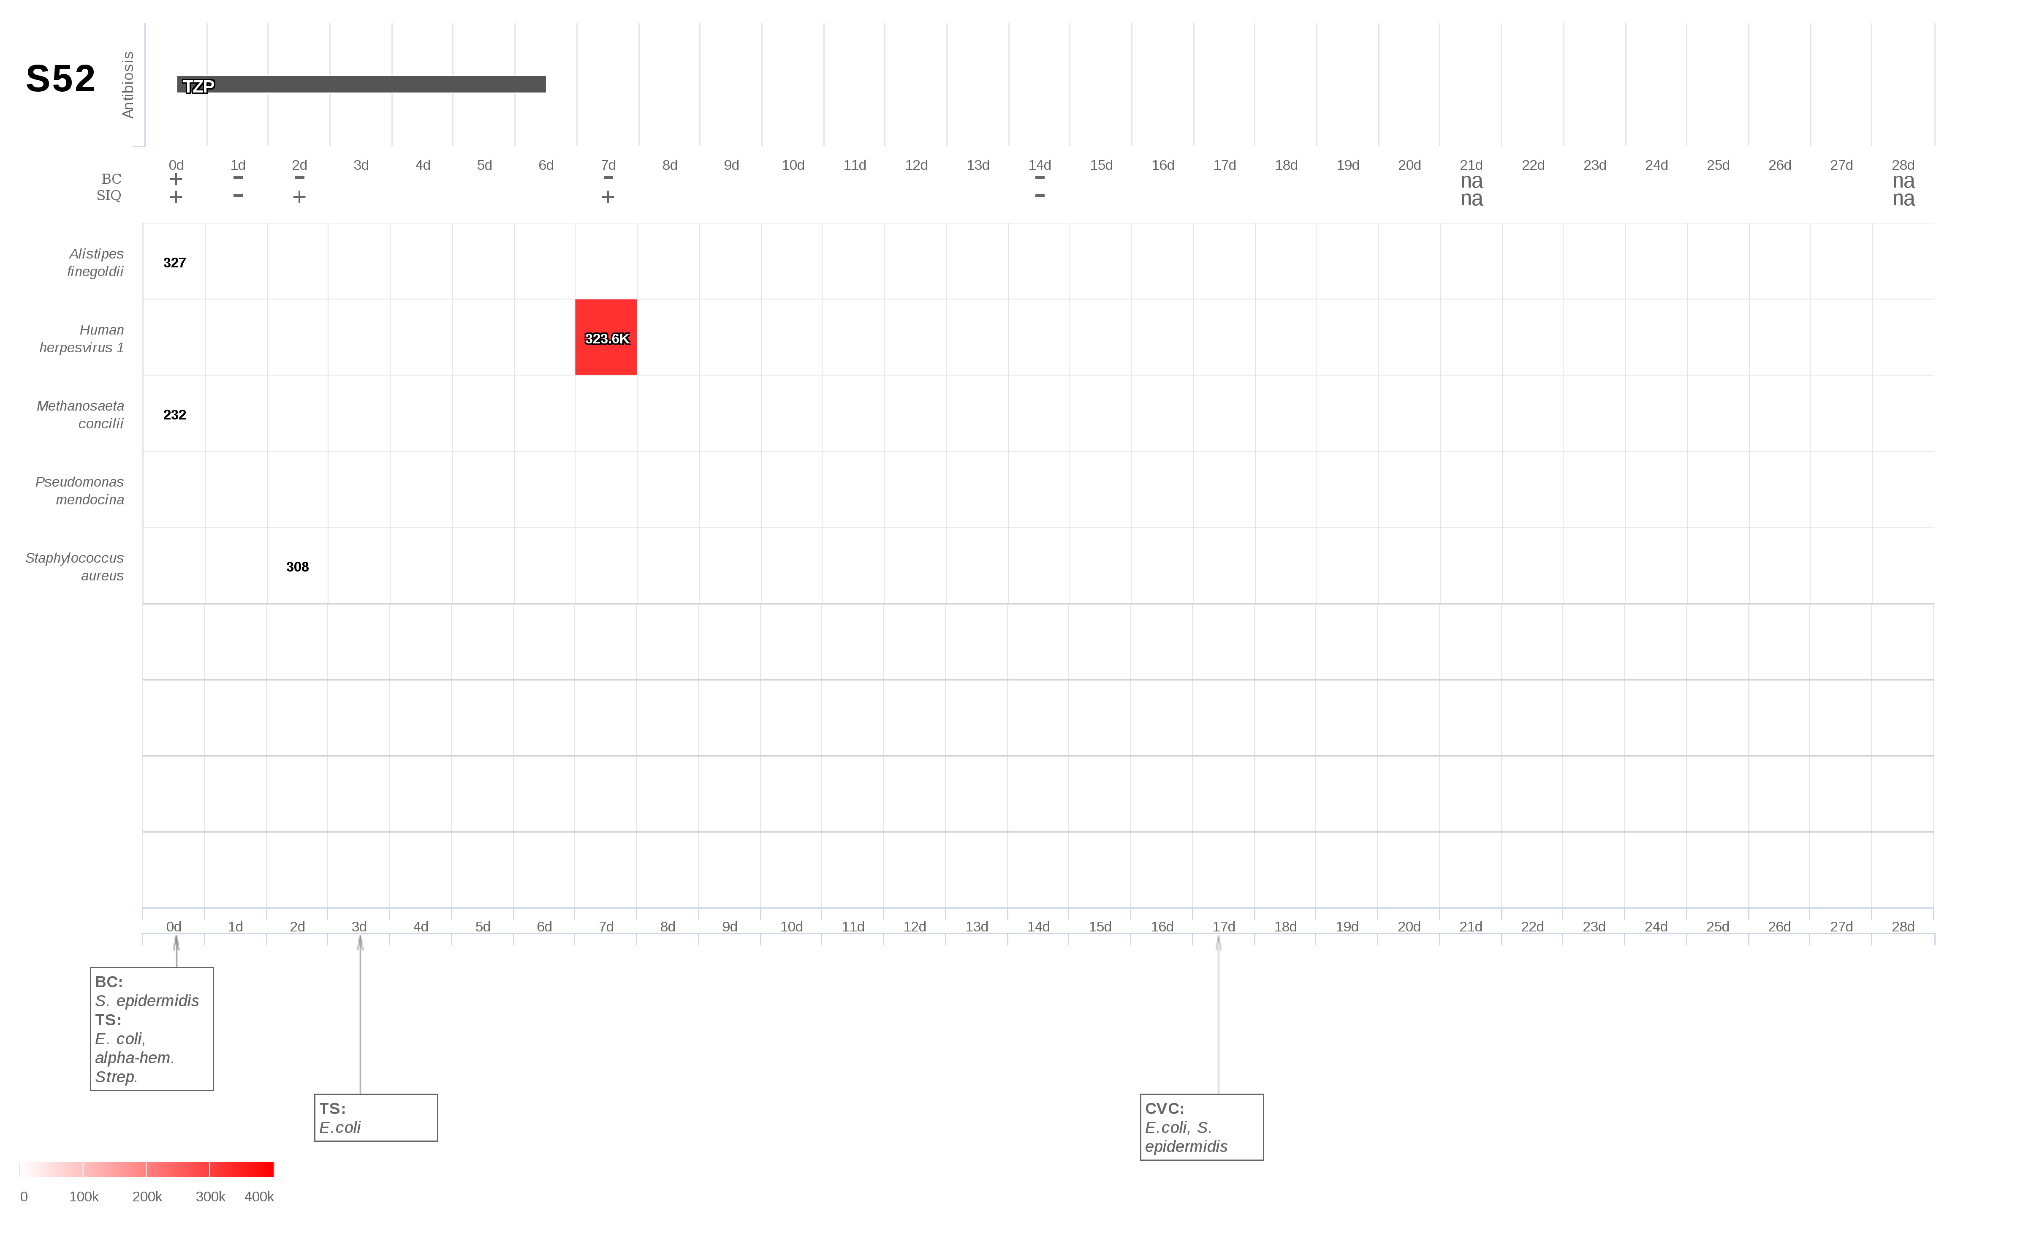 S52
Antibiosis
TZP
0d 1d 2d 3d 4d 5d 6d 7d 8d 9d 10d 11d 12d 13d 14d 15d 16d 17d 18d 19d 20d 21d 22d 23d 24d 25d 26d 27d 28d
BC + - - - - na na
SIQ + - + + - na na
Alistipes
finegoldii
327
Human
herpesvirus 1
323.6K
Methanosaeta
concilii
232
Pseudomonas
mendocina
Staphylococcus
aureus
308
0d 1d 2d 3d 4d 5d 6d 7d 8d 9d 10d 11d 12d 13d 14d 15d 16d 17d 18d 19d 20d 21d 22d 23d 24d 25d 26d 27d 28d
BC:
S. epidermidis
TS:
E. coli,
alpha-hem.
Strep.
TS:
E.coli
CVC:
E.coli, S.
epidermidis
0 100k 200k 300k 400k